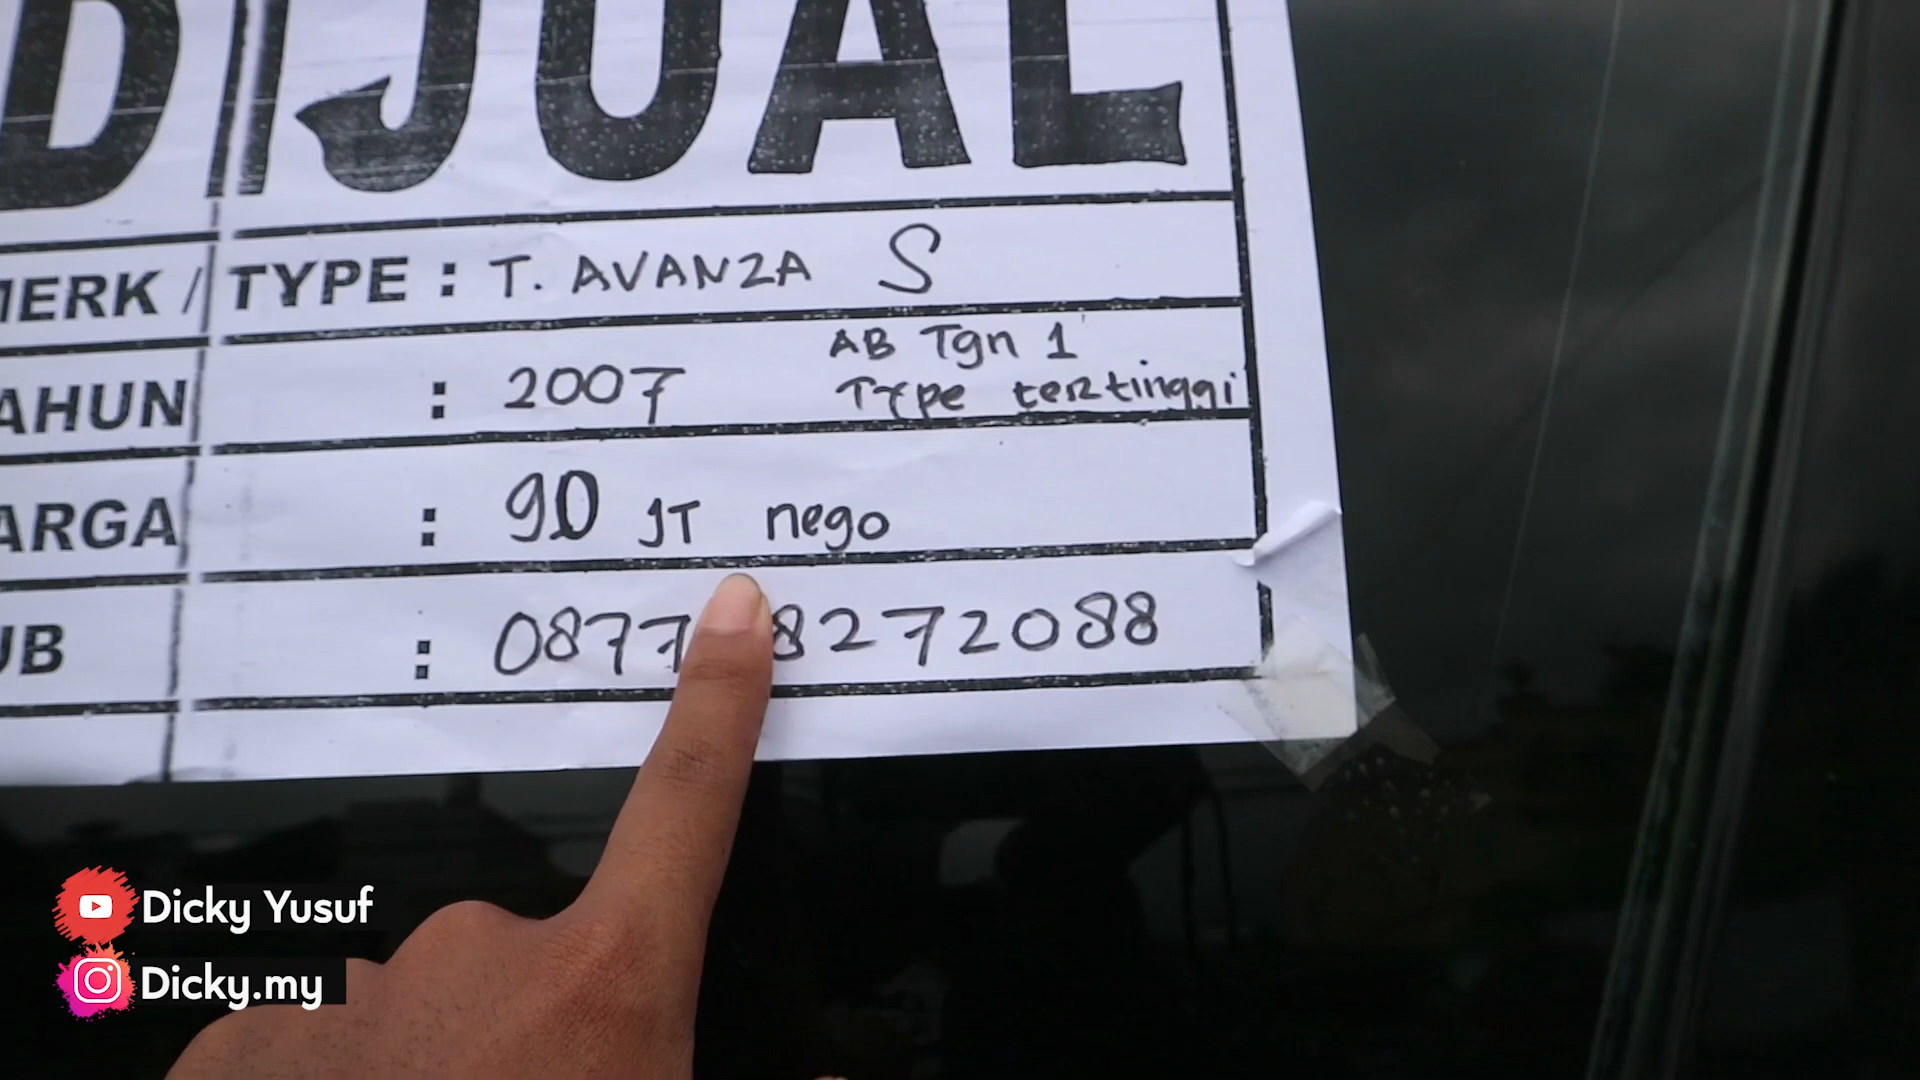 DIJUAL
MERK / TYPE : T. AVANZA S
AHUN : 2007 AB Tgn 1
Type tertinggi
ARGA : 90 JT nego
UB : 0877 8272088
Dicky Yusuf
Dicky.my